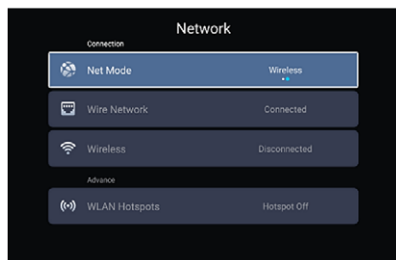 Network
Connection
Net Mode Wireless
Wire Network Connected
Wireless Disconnected
Advance
WLAN Hotspots Hotspot Off